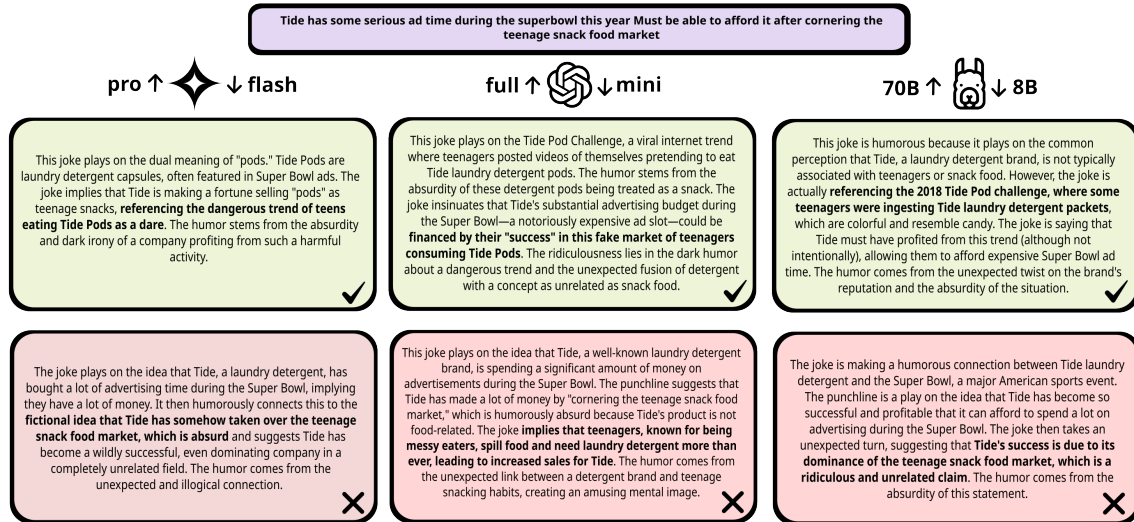 Tide has some serious ad time during the superbowl this year Must be able to afford it after cornering the
teenage snack food market
pro ↑ ↓ flash
full ↑ ↓ mini
70B ↑ ↓ 8B
This joke plays on the dual meaning of "pods." Tide Pods are
laundry detergent capsules, often featured in Super Bowl ads. The
joke implies that Tide is making a fortune selling "pods" as
teenage snacks, referencing the dangerous trend of teens
eating Tide Pods as a dare. The humor stems from the absurdity
and dark irony of a company profiting from such a harmful
activity.
This joke plays on the Tide Pod Challenge, a viral internet trend
where teenagers posted videos of themselves pretending to eat
Tide laundry detergent pods. The humor stems from the
absurdity of these detergent pods being treated as a snack. The
joke insinuates that Tide's substantial advertising budget during
the Super Bowl—a notoriously expensive ad slot—could be
financed by their "success" in this fake market of teenagers
consuming Tide Pods. The ridiculousness lies in the dark humor
about a dangerous trend and the unexpected fusion of detergent
with a concept as unrelated as snack food.
This joke is humorous because it plays on the common
perception that Tide, a laundry detergent brand, is not typically
associated with teenagers or snack food. However, the joke is
actually referencing the 2018 Tide Pod challenge, where some
teenagers were ingesting Tide laundry detergent packets,
which are colorful and resemble candy. The joke is saying that
Tide must have profited from this trend (although not
intentionally), allowing them to afford expensive Super Bowl ad
time. The humor comes from the unexpected twist on the brand's
reputation and the absurdity of the situation.
The joke plays on the idea that Tide, a laundry detergent, has
bought a lot of advertising time during the Super Bowl, implying
they have a lot of money. It then humorously connects this to the
fictional idea that Tide has somehow taken over the teenage
snack food market, which is absurd and suggests Tide has
become a wildly successful, even dominating company in a
completely unrelated field. The humor comes from the
unexpected and illogical connection.
This joke plays on the idea that Tide, a well-known laundry detergent
brand, is spending a significant amount of money on
advertisements during the Super Bowl. The punchline suggests that
Tide has made a lot of money by "cornering the teenage snack food
market," which is humorously absurd because Tide's product is not
food-related. The joke implies that teenagers, known for being
messy eaters, spill food and need laundry detergent more than
ever, leading to increased sales for Tide. The humor comes from
the unexpected link between a detergent brand and teenage
snacking habits, creating an amusing mental image.
The joke is making a humorous connection between Tide laundry
detergent and the Super Bowl, a major American sports event.
The punchline is a play on the idea that Tide has become so
successful and profitable that it can afford to spend a lot on
advertising during the Super Bowl. The joke then takes an
unexpected turn, suggesting that Tide's success is due to its
dominance of the teenage snack food market, which is a
ridiculous and unrelated claim. The humor comes from the
absurdity of this statement.